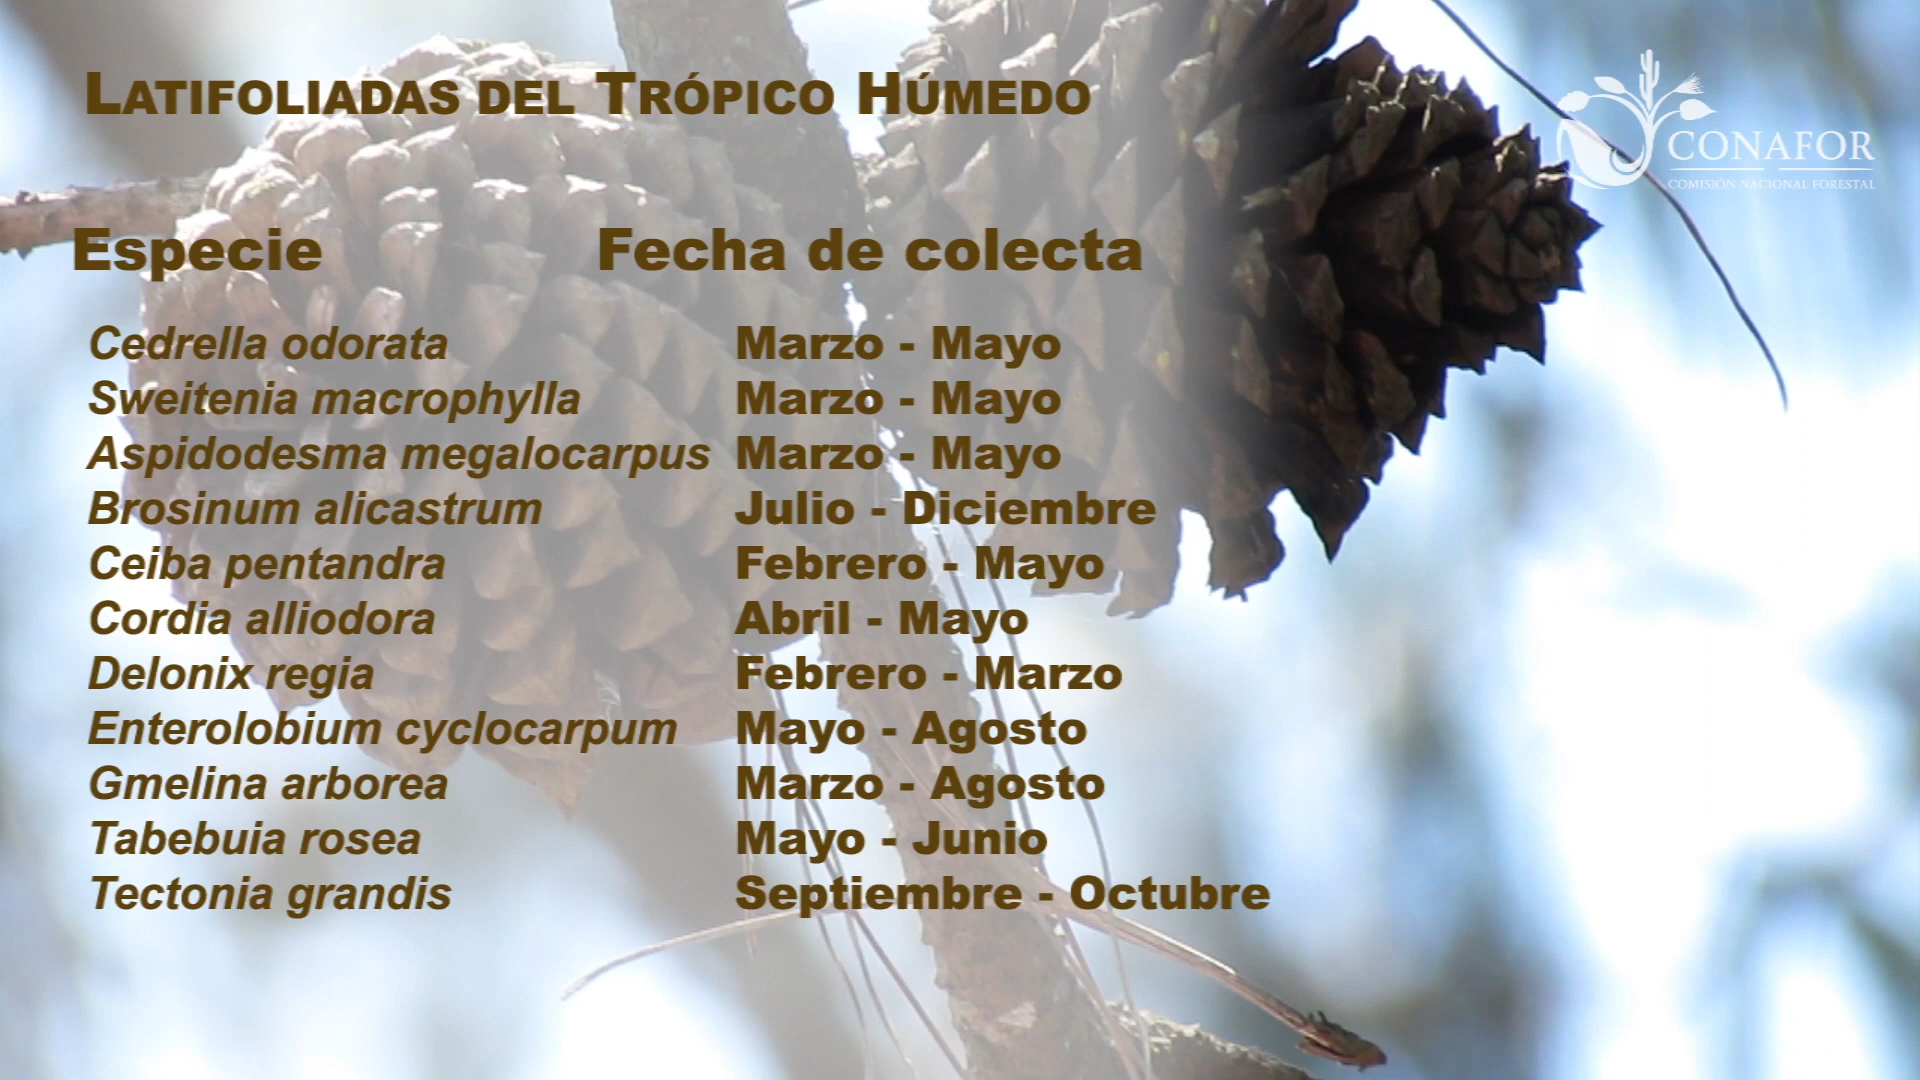 LATIFOLIADAS DEL TRÓPICO HÚMEDO
CONAFOR
COMISIÓN NACIONAL FORESTAL
Especie Fecha de colecta
Cedrella odorata Marzo - Mayo
Sweitenia macrophylla Marzo - Mayo
Aspidodesma megalocarpus Marzo - Mayo
Brosinum alicastrum Julio - Diciembre
Ceiba pentandra Febrero - Mayo
Cordia alliodora Abril - Mayo
Delonix regia Febrero - Marzo
Enterolobium cyclocarpum Mayo - Agosto
Gmelina arborea Marzo - Agosto
Tabebuia rosea Mayo - Junio
Tectonia grandis Septiembre - Octubre